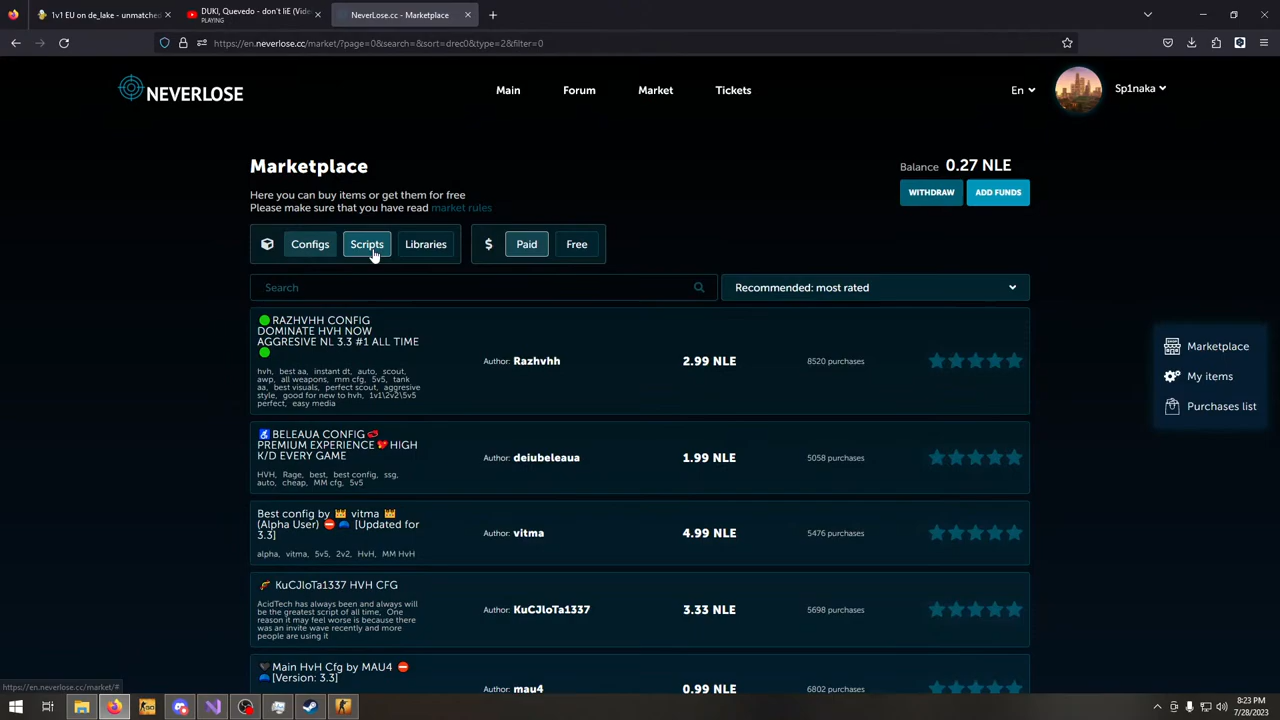 1v1 EU on de_lake - unmatched
DUKI, Quevedo - don't liE (Vide
PLAYING
NeverLose.cc - Marketplace
https://en.neverlose.cc/market/?page=0&search=&sort=drec0&type=2&filter=0
NEVERLOSE
Main
Forum
Market
Tickets
En
Sp1naka
Marketplace
Balance 0.27 NLE
Here you can buy items or get them for free
Please make sure that you have read market rules
WITHDRAW
ADD FUNDS
Configs
Scripts
Libraries
$
Paid
Free
Search
Recommended: most rated
RAZHVHH CONFIG
DOMINATE HVH NOW
AGGRESIVE NL 3.3 #1 ALL TIME
hvh, best aa, instant dt, auto, scout,
awp, all weapons, mm cfg, 5v5, tank
aa, best visuals, perfect scout, aggresive
style, good for new to hvh, 1v1\2v2\5v5
perfect, easy media
Author: Razhvhh
2.99 NLE
8520 purchases
BELEAUA CONFIG
PREMIUM EXPERIENCE HIGH
K/D EVERY GAME
HVH, Rage, best, best config, ssg,
auto, cheap, MM cfg, 5v5
Author: deiubeleaua
1.99 NLE
5058 purchases
Best config by 👑 vitma 👑
(Alpha User) ⛔ 🧢 [Updated for
3.3]
alpha, vitma, 5v5, 2v2, HvH, MM HvH
Author: vitma
4.99 NLE
5476 purchases
KuCJloTa1337 HVH CFG
AcidTech has always been and always will
be the greatest script of all time, One
reason it may feel worse is because there
was an invite wave recently and more
people are using it
Author: KuCJloTa1337
3.33 NLE
5698 purchases
Main HvH Cfg by MAU4 ⛔
[Version: 3.3]
Author: mau4
0.99 NLE
6802 purchases
Marketplace
My items
Purchases list
https://en.neverlose.cc/market/#
8:23 PM
7/28/2023